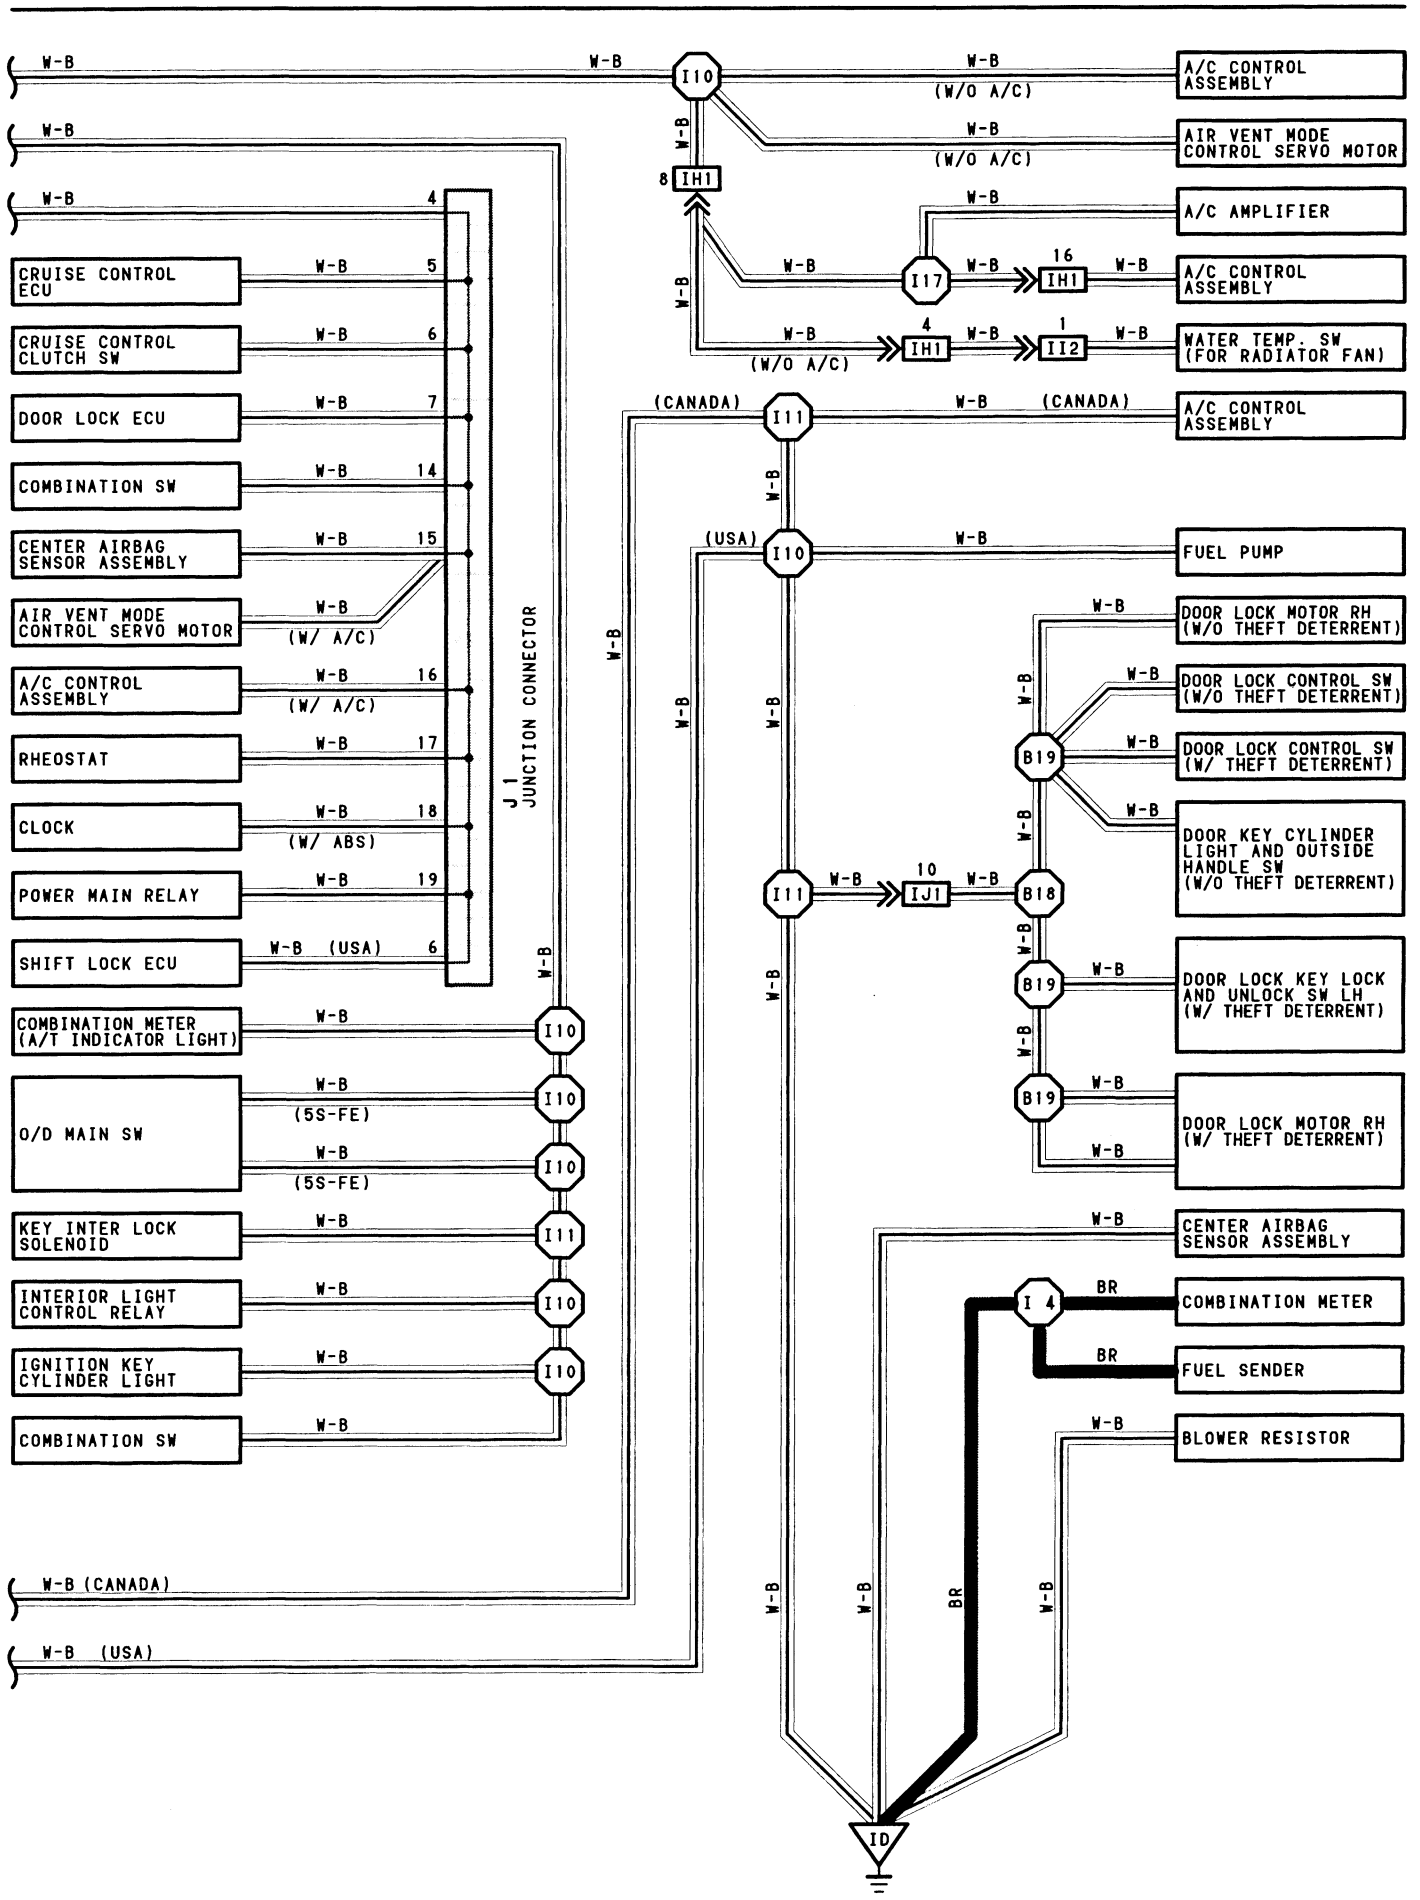 W-B
W-B
W-B
W-B 4
CRUISE CONTROL
ECU
W-B 5
CRUISE CONTROL
CLUTCH SW
W-B 6
DOOR LOCK ECU
W-B 7
COMBINATION SW
W-B 14
CENTER AIRBAG
SENSOR ASSEMBLY
W-B 15
AIR VENT MODE
CONTROL SERVO MOTOR
W-B
(W/ A/C)
A/C CONTROL
ASSEMBLY
W-B 16
(W/ A/C)
RHEOSTAT
W-B 17
CLOCK
W-B 18
(W/ ABS)
POWER MAIN RELAY
W-B 19
SHIFT LOCK ECU
W-B (USA) 6
J 1
JUNCTION CONNECTOR
W-B
COMBINATION METER
(A/T INDICATOR LIGHT)
W-B
I10
O/D MAIN SW
W-B
(5S-FE)
I10
W-B
(5S-FE)
I10
KEY INTER LOCK
SOLENOID
W-B
I11
INTERIOR LIGHT
CONTROL RELAY
W-B
I10
IGNITION KEY
CYLINDER LIGHT
W-B
I10
COMBINATION SW
W-B
W-B (CANADA)
W-B (USA)
I10
W-B
(W/O A/C)
A/C CONTROL
ASSEMBLY
W-B
(W/O A/C)
AIR VENT MODE
CONTROL SERVO MOTOR
W-B
8 IH1
W-B
A/C AMPLIFIER
W-B
I17
W-B
16
IH1
W-B
A/C CONTROL
ASSEMBLY
W-B
W-B
(W/O A/C)
4
IH1
W-B
1
II2
W-B
WATER TEMP. SW
(FOR RADIATOR FAN)
(CANADA)
I11
W-B (CANADA)
A/C CONTROL
ASSEMBLY
W-B
(USA)
I10
W-B
FUEL PUMP
W-B
W-B
W-B
W-B
DOOR LOCK MOTOR RH
(W/O THEFT DETERRENT)
W-B
W-B
DOOR LOCK CONTROL SW
(W/O THEFT DETERRENT)
B19
W-B
DOOR LOCK CONTROL SW
(W/ THEFT DETERRENT)
W-B
W-B
DOOR KEY CYLINDER
LIGHT AND OUTSIDE
HANDLE SW
(W/O THEFT DETERRENT)
I11
W-B
10
IJ1
W-B
B18
W-B
W-B
B19
W-B
DOOR LOCK KEY LOCK
AND UNLOCK SW LH
(W/ THEFT DETERRENT)
W-B
B19
W-B
W-B
DOOR LOCK MOTOR RH
(W/ THEFT DETERRENT)
W-B
CENTER AIRBAG
SENSOR ASSEMBLY
I 4
BR
COMBINATION METER
BR
FUEL SENDER
W-B
BLOWER RESISTOR
W-B
W-B
BR
W-B
ID